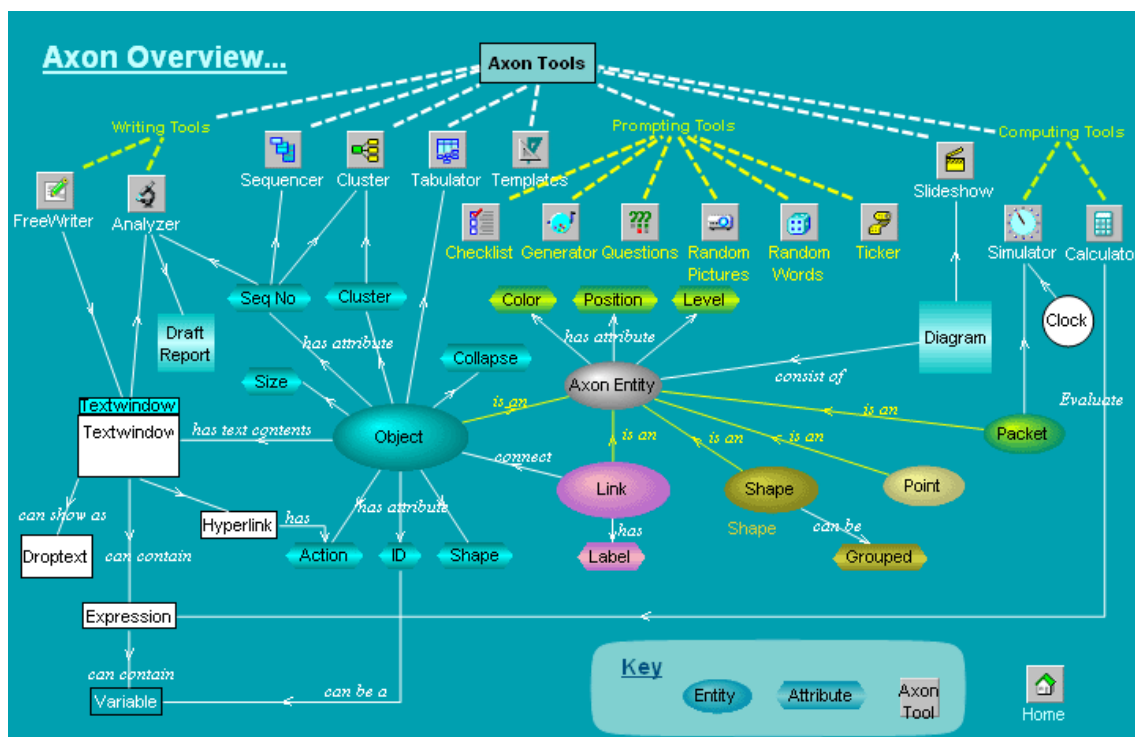 Axon Overview...
Axon Tools
Writing Tools
Prompting Tools
Computing Tools
FreeWriter
Analyzer
Sequencer
Cluster
Tabulator
Templates
Slideshow
Simulator
Calculato
Checklist
Generator
Questions
Random
Pictures
Random
Words
Ticker
Seq No
Cluster
Color
Position
Level
has attribute
Clock
Draft
Report
has attribute
Collapse
Diagram
Size
Axon Entity
consist of
Textwindow
Textwindow
has text contents
Object
is an
is an
is an
is an
is an
Evaluate
Packet
connect
Link
Shape
Point
can show as
Hyperlink
has
has attribute
has
Shape
can be
Droptext
can contain
Action
ID
Shape
Label
Grouped
Expression
can contain
Variable
can be a
Key
Entity
Attribute
Axon
Tool
Home